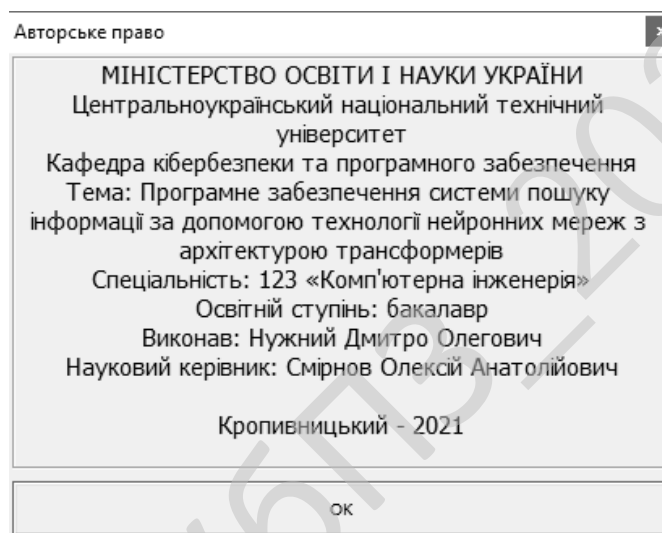 Авторське право
МІНІСТЕРСТВО ОСВІТИ І НАУКИ УКРАЇНИ
Центральноукраїнський національний технічний
університет
Кафедра кібербезпеки та програмного забезпечення
Тема: Програмне забезпечення системи пошуку
інформації за допомогою технології нейронних мереж з
архітектурою трансформерів
Спеціальність: 123 «Комп'ютерна інженерія»
Освітній ступінь: бакалавр
Виконав: Нужний Дмитро Олегович
Науковий керівник: Смірнов Олексій Анатолійович
Кропивницький - 2021
ОК